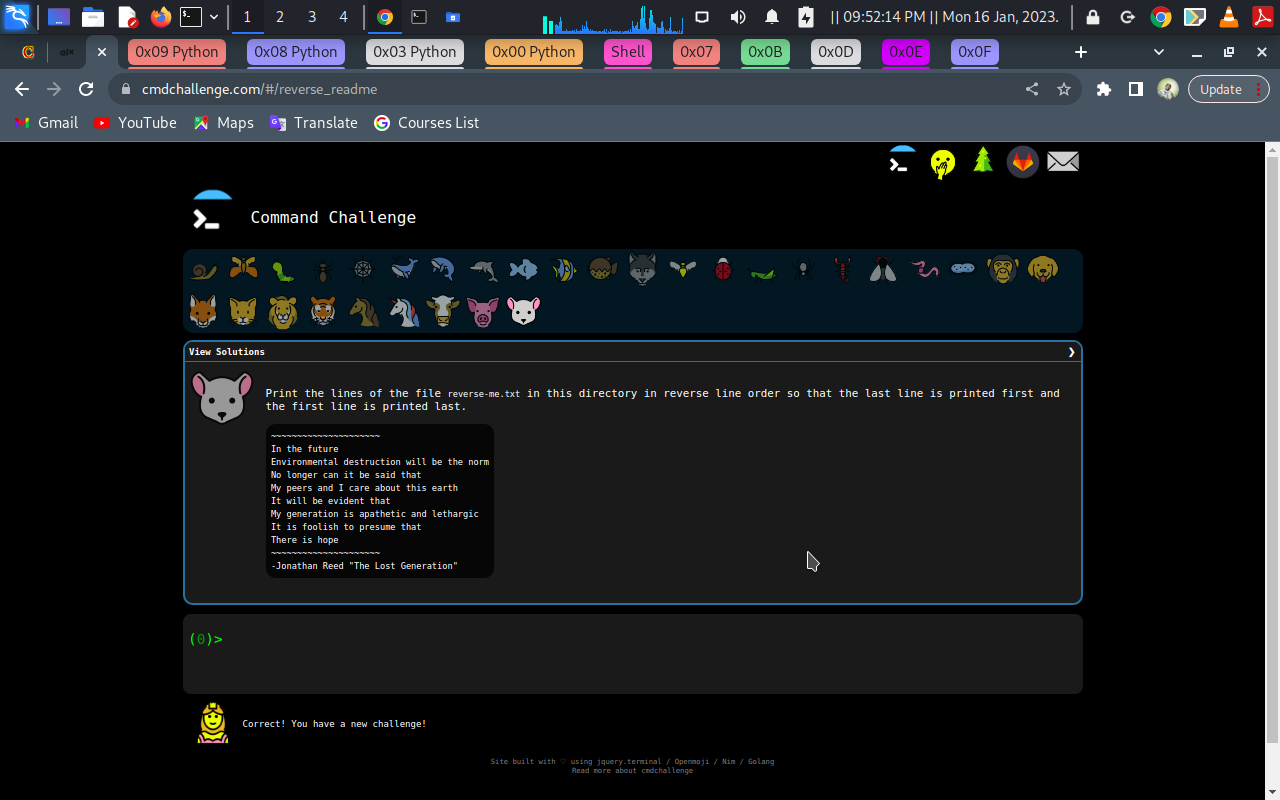 1 2 3 4 || 09:52:14 PM || Mon 16 Jan, 2023.
0x09 Python 0x08 Python 0x03 Python 0x00 Python Shell 0x07 0x0B 0x0D 0x0E 0x0F
cmdchallenge.com/#/reverse_readme Update
Gmail YouTube Maps Translate Courses List
Command Challenge
View Solutions
Print the lines of the file reverse-me.txt in this directory in reverse line order so that the last line is printed first and
the first line is printed last.
~~~~~~~~~~~~~~~~~~~~~
In the future
Environmental destruction will be the norm
No longer can it be said that
My peers and I care about this earth
It will be evident that
My generation is apathetic and lethargic
It is foolish to presume that
There is hope
~~~~~~~~~~~~~~~~~~~~~
-Jonathan Reed "The Lost Generation"
(0)>
Correct! You have a new challenge!
Site built with ♡ using jquery.terminal / Openmoji / Nim / Golang
Read more about cmdchallenge